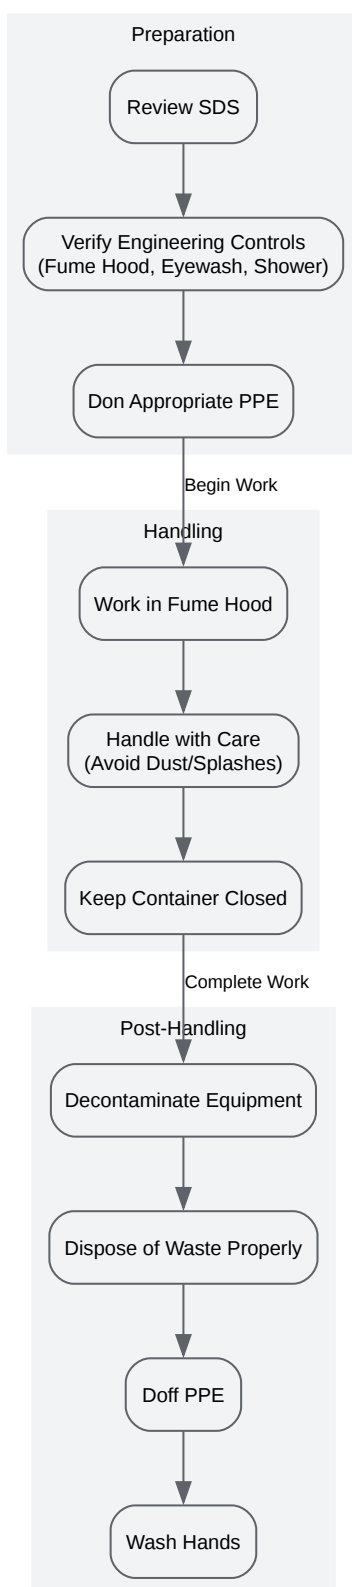 Preparation
Review SDS
Verify Engineering Controls
(Fume Hood, Eyewash, Shower)
Don Appropriate PPE
Begin Work
Handling
Work in Fume Hood
Handle with Care
(Avoid Dust/Splashes)
Keep Container Closed
Complete Work
Post-Handling
Decontaminate Equipment
Dispose of Waste Properly
Doff PPE
Wash Hands